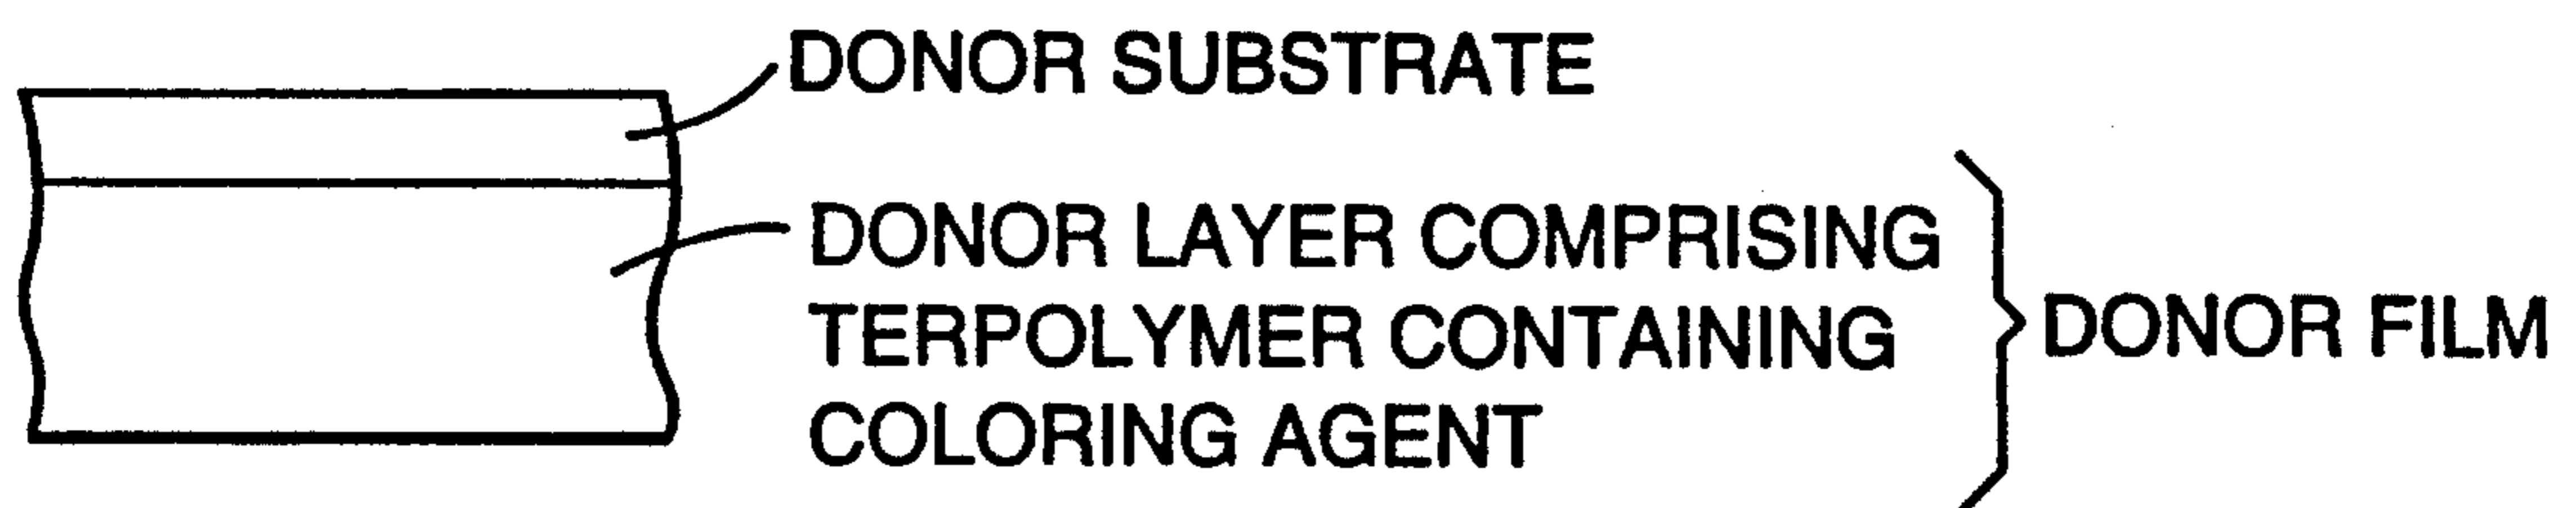 DONOR SUBSTRATE
DONOR LAYER COMPRISING
TERPOLYMER CONTAINING
COLORING AGENT
DONOR FILM